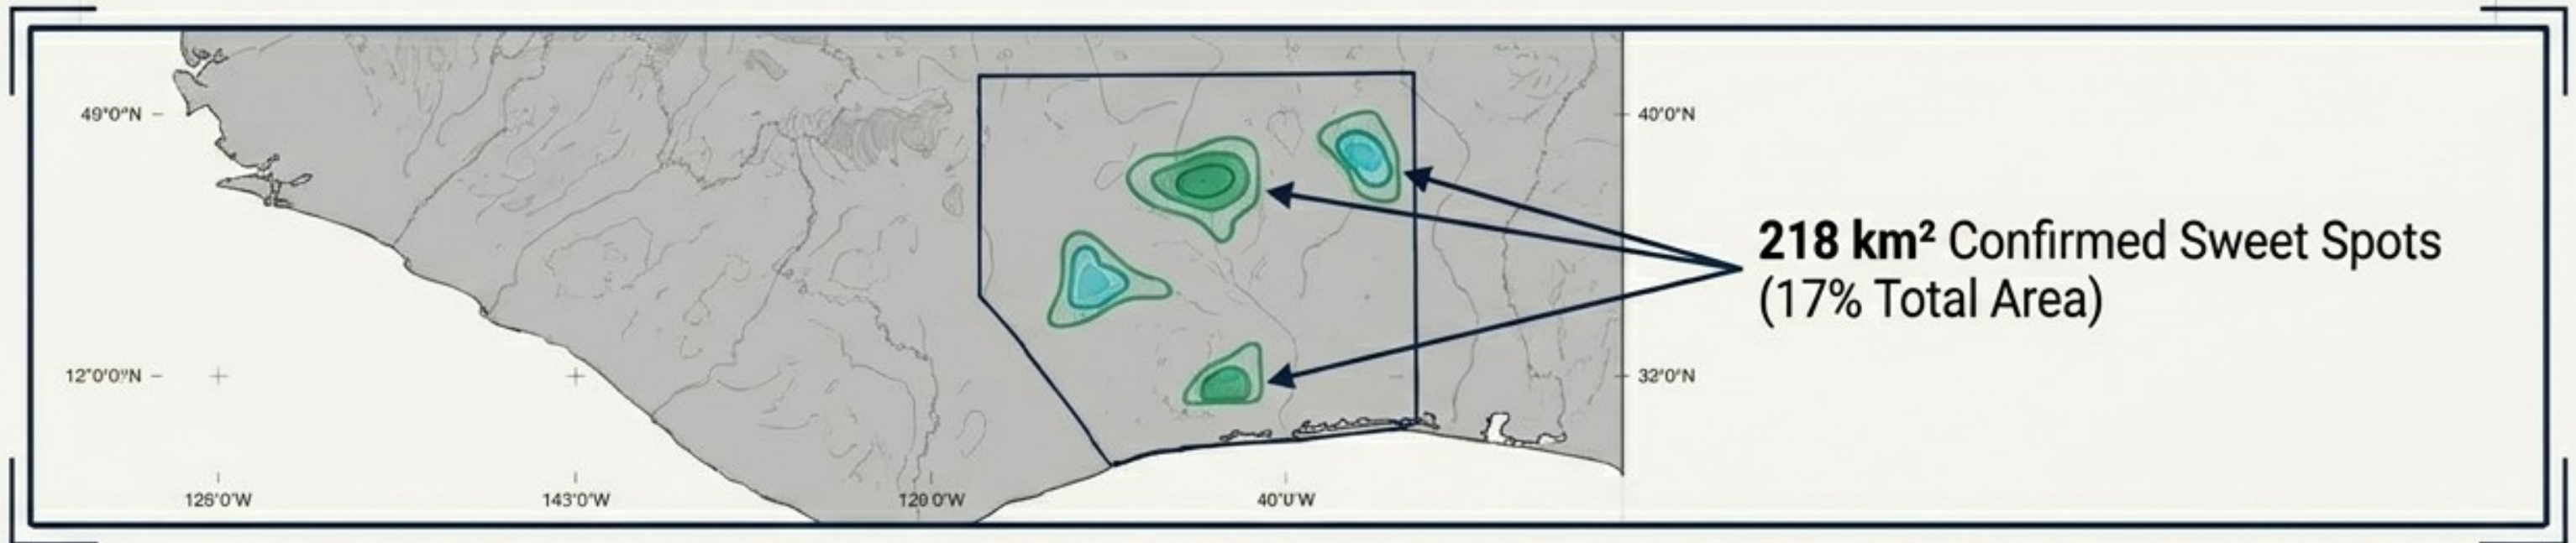 49°0'0"N
40°0'N
218 km² Confirmed Sweet Spots
(17% Total Area)
12°0'0"N
32°0'N
126°0'W
143°0'W
120 0'W
40°0'W